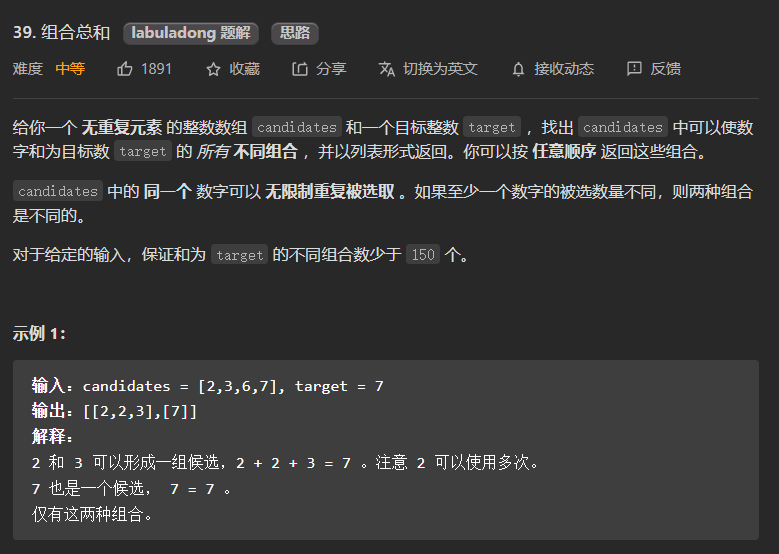 39. 组合总和 labuladong 题解 思路
难度 中等 1891 收藏 分享 切换为英文 接收动态 反馈
给你一个 无重复元素 的整数数组 candidates 和一个目标整数 target ，找出 candidates 中可以使数
字和为目标数 target 的 所有 不同组合 ，并以列表形式返回。你可以按 任意顺序 返回这些组合。
candidates 中的 同一个 数字可以 无限制重复被选取 。如果至少一个数字的被选数量不同，则两种组合
是不同的。
对于给定的输入，保证和为 target 的不同组合数少于 150 个。
示例 1：
输入：candidates = [2,3,6,7], target = 7
输出：[[2,2,3],[7]]
解释：
2 和 3 可以形成一组候选，2 + 2 + 3 = 7 。注意 2 可以使用多次。
7 也是一个候选， 7 = 7 。
仅有这两种组合。